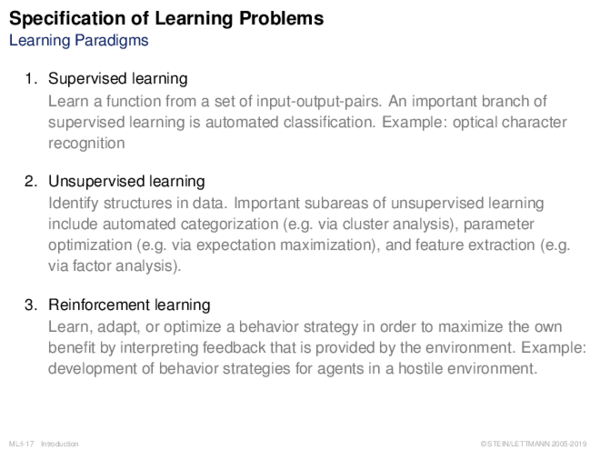 Specification of Learning Problems
Learning Paradigms
1. Supervised learning
Learn a function from a set of input-output-pairs. An important branch of
supervised learning is automated classification. Example: optical character
recognition
2. Unsupervised learning
Identify structures in data. Important subareas of unsupervised learning
include automated categorization (e.g. via cluster analysis), parameter
optimization (e.g. via expectation maximization), and feature extraction (e.g.
via factor analysis).
3. Reinforcement learning
Learn, adapt, or optimize a behavior strategy in order to maximize the own
benefit by interpreting feedback that is provided by the environment. Example:
development of behavior strategies for agents in a hostile environment.
ML:I-17 Introduction
© STEIN/LETTMANN 2005-2019